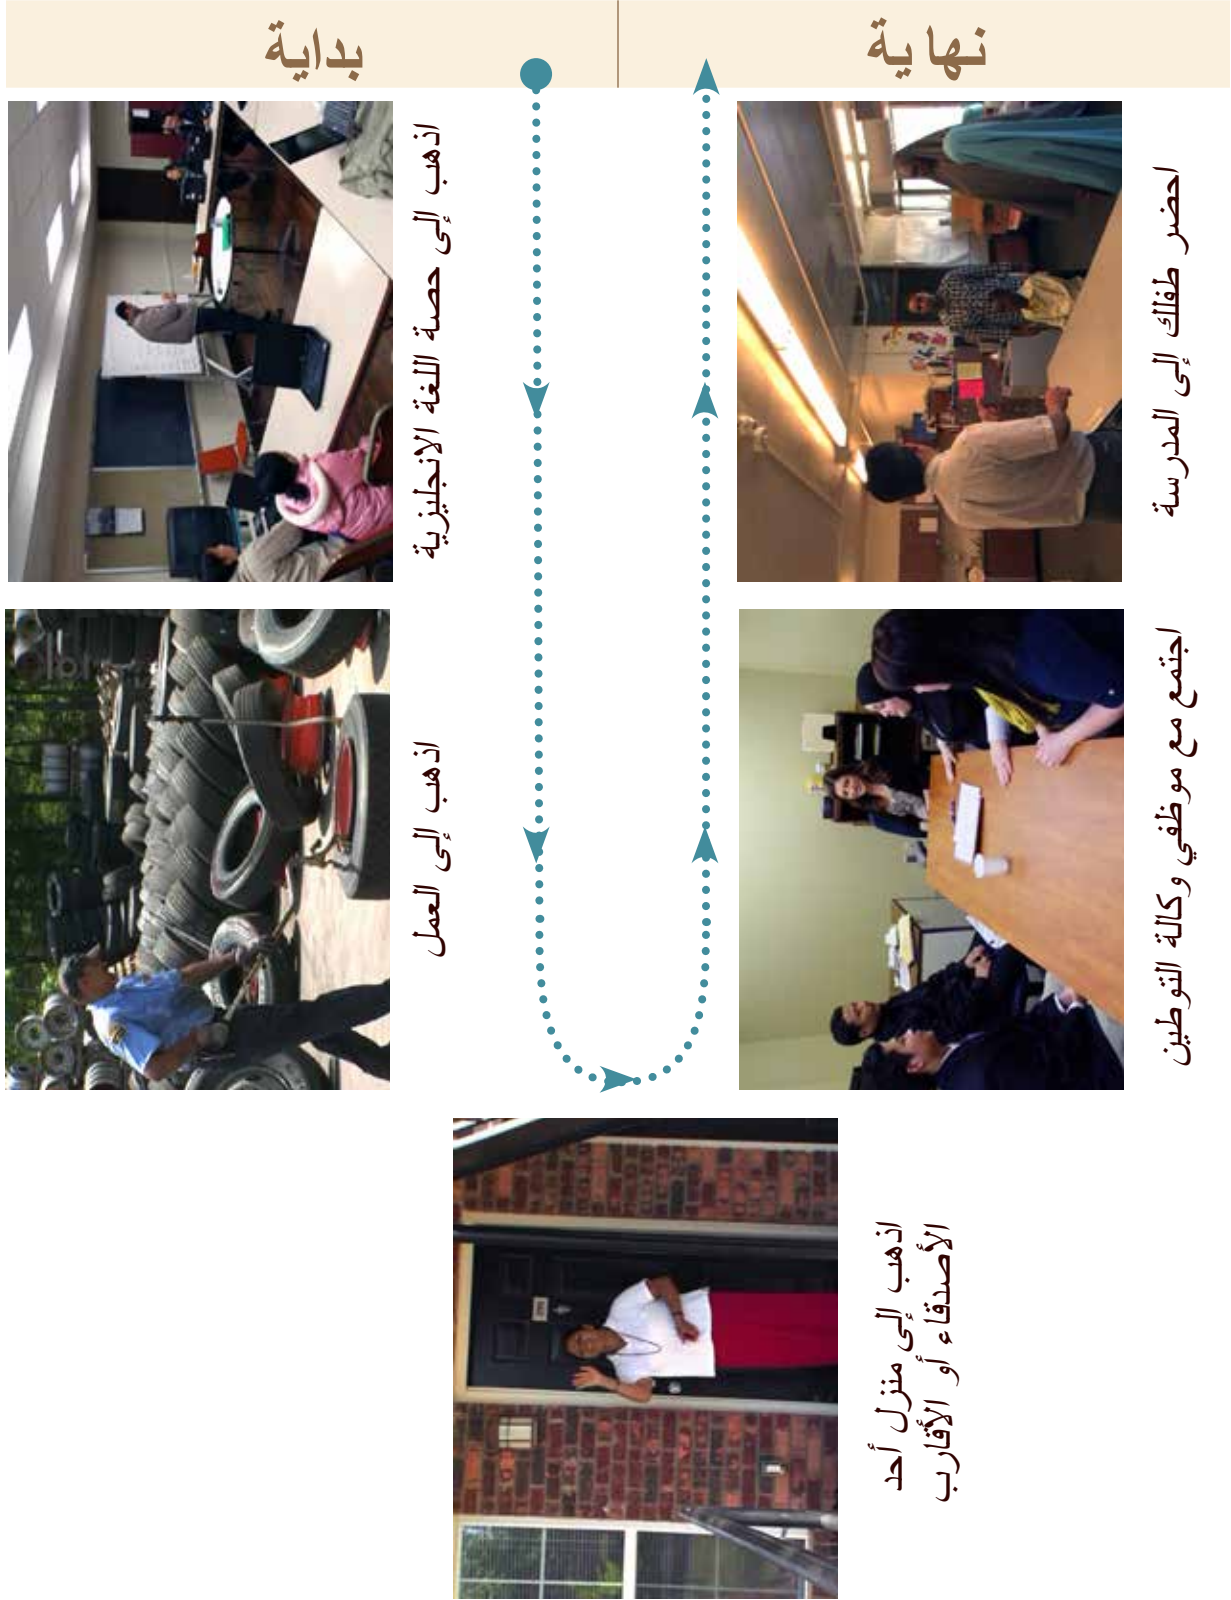 بداية
نهاية
اذهب إلى حصة اللغة الانجليزية
اذهب إلى العمل
اذهب إلى منزل أحد
الأصدقاء أو الأقارب
اجتمع مع موظفي وكالة التوطين
احضر طفلك إلى المدرسة